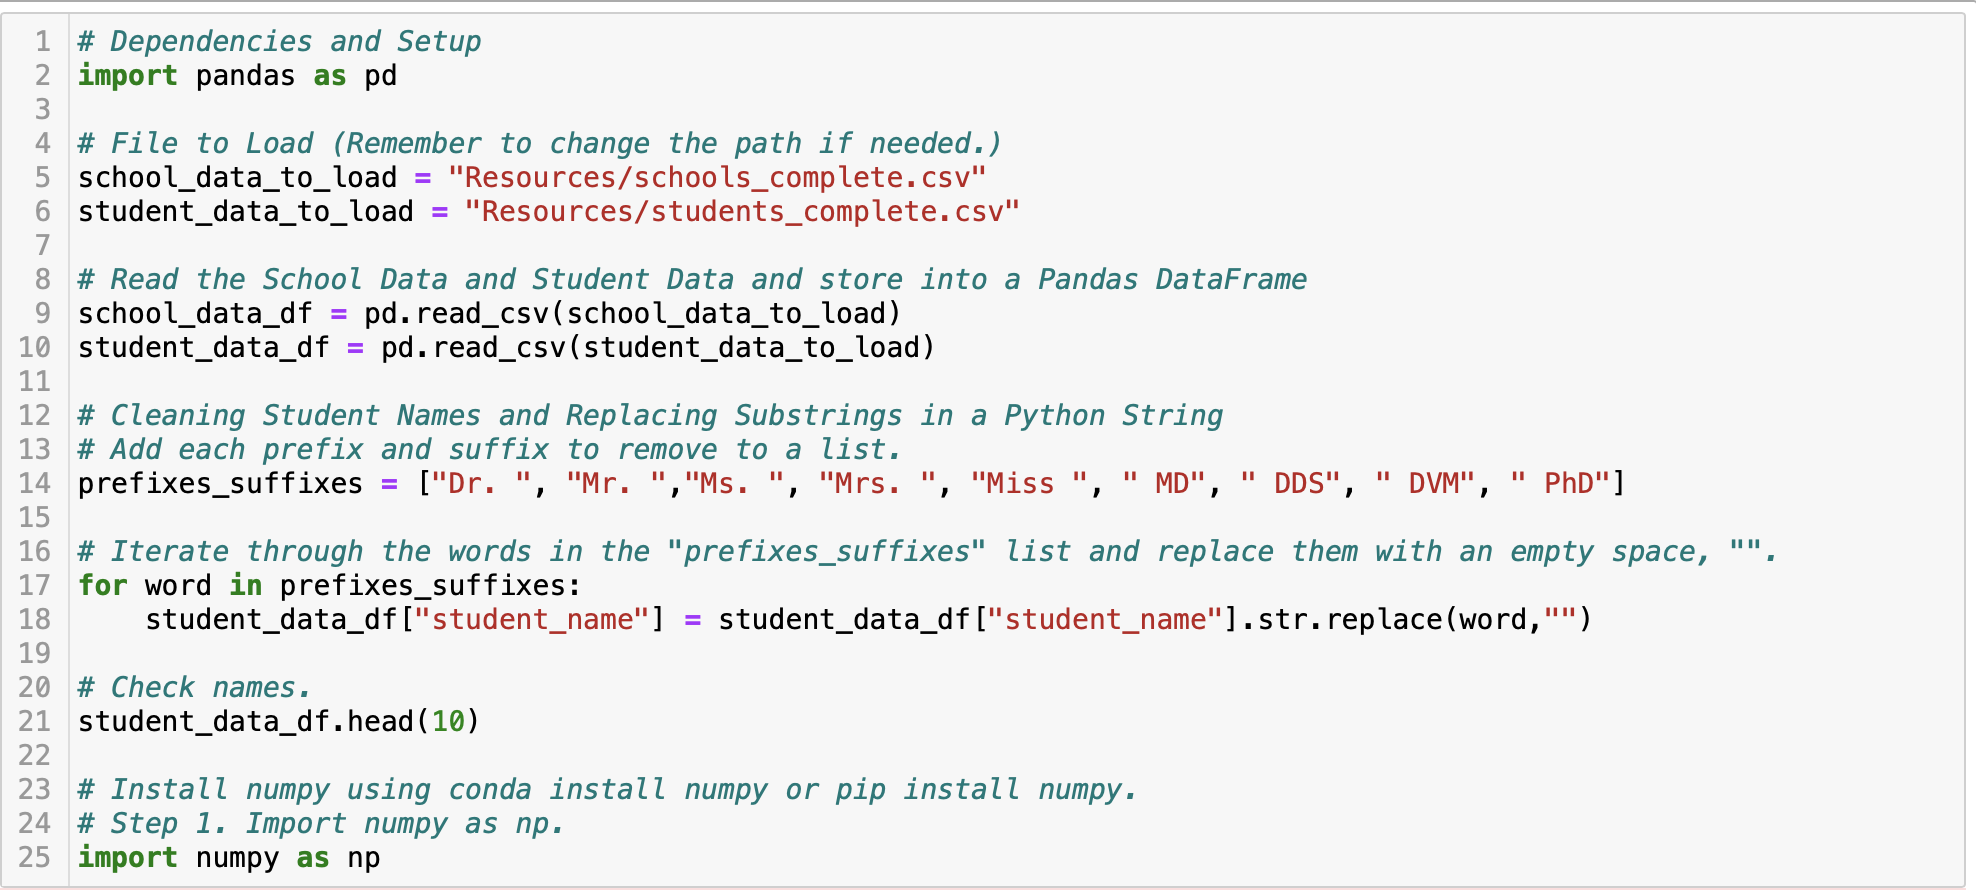 1 # Dependencies and Setup
2 import pandas as pd
3
4 # File to Load (Remember to change the path if needed.)
5 school_data_to_load = "Resources/schools_complete.csv"
6 student_data_to_load = "Resources/students_complete.csv"
7
8 # Read the School Data and Student Data and store into a Pandas DataFrame
9 school_data_df = pd.read_csv(school_data_to_load)
10 student_data_df = pd.read_csv(student_data_to_load)
11
12 # Cleaning Student Names and Replacing Substrings in a Python String
13 # Add each prefix and suffix to remove to a list.
14 prefixes_suffixes = ["Dr. ", "Mr. ","Ms. ", "Mrs. ", "Miss ", " MD", " DDS", " DVM", " PhD"]
15
16 # Iterate through the words in the "prefixes_suffixes" list and replace them with an empty space, "".
17 for word in prefixes_suffixes:
18     student_data_df["student_name"] = student_data_df["student_name"].str.replace(word,"")
19
20 # Check names.
21 student_data_df.head(10)
22
23 # Install numpy using conda install numpy or pip install numpy.
24 # Step 1. Import numpy as np.
25 import numpy as np